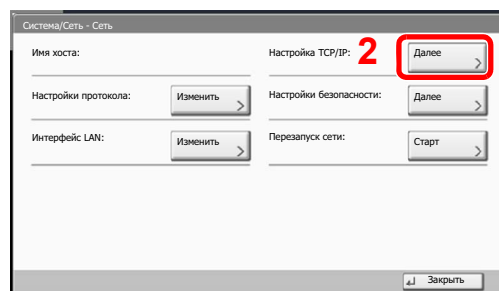 Система/Сеть - Сеть
Имя хоста:
Настройка TCP/IP: 2 Далее
Настройки протокола: Изменить
Настройки безопасности: Далее
Интерфейс LAN: Изменить
Перезапуск сети: Старт
Закрыть